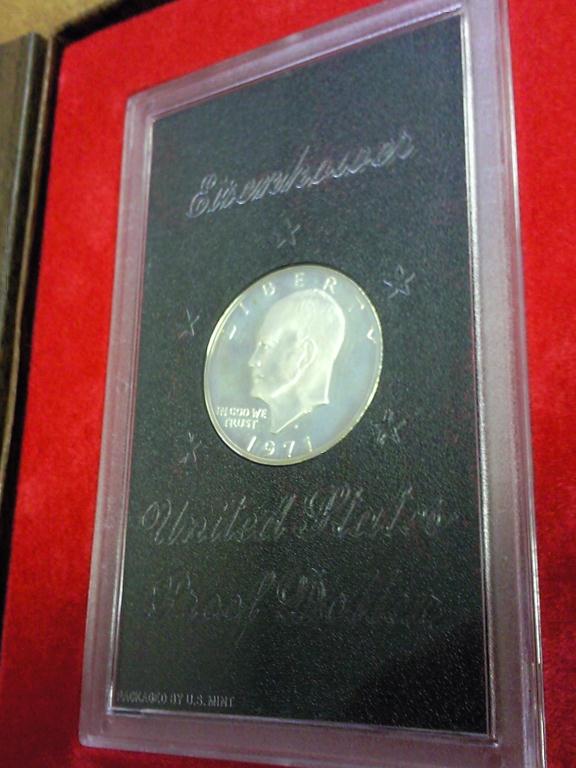 Eisenhower
LIBERTY
IN GOD WE
TRUST
1971
United States
Proof Dollar
PACKAGED BY U.S. MINT